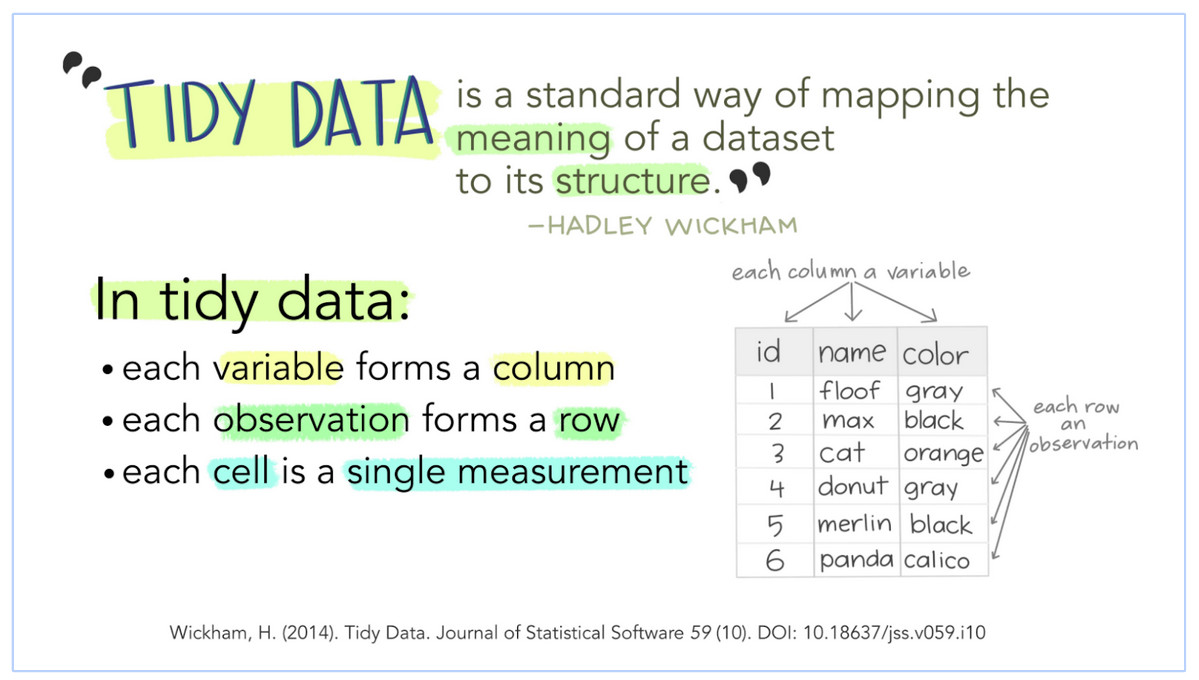 "TIDY DATA is a standard way of mapping the
meaning of a dataset
to its structure."
–HADLEY WICKHAM
In tidy data:
• each variable forms a column
• each observation forms a row
• each cell is a single measurement
each column a variable
id name color
1 floof gray
2 max black
3 cat orange
4 donut gray
5 merlin black
6 panda calico
each row
an
observation
Wickham, H. (2014). Tidy Data. Journal of Statistical Software 59 (10). DOI: 10.18637/jss.v059.i10